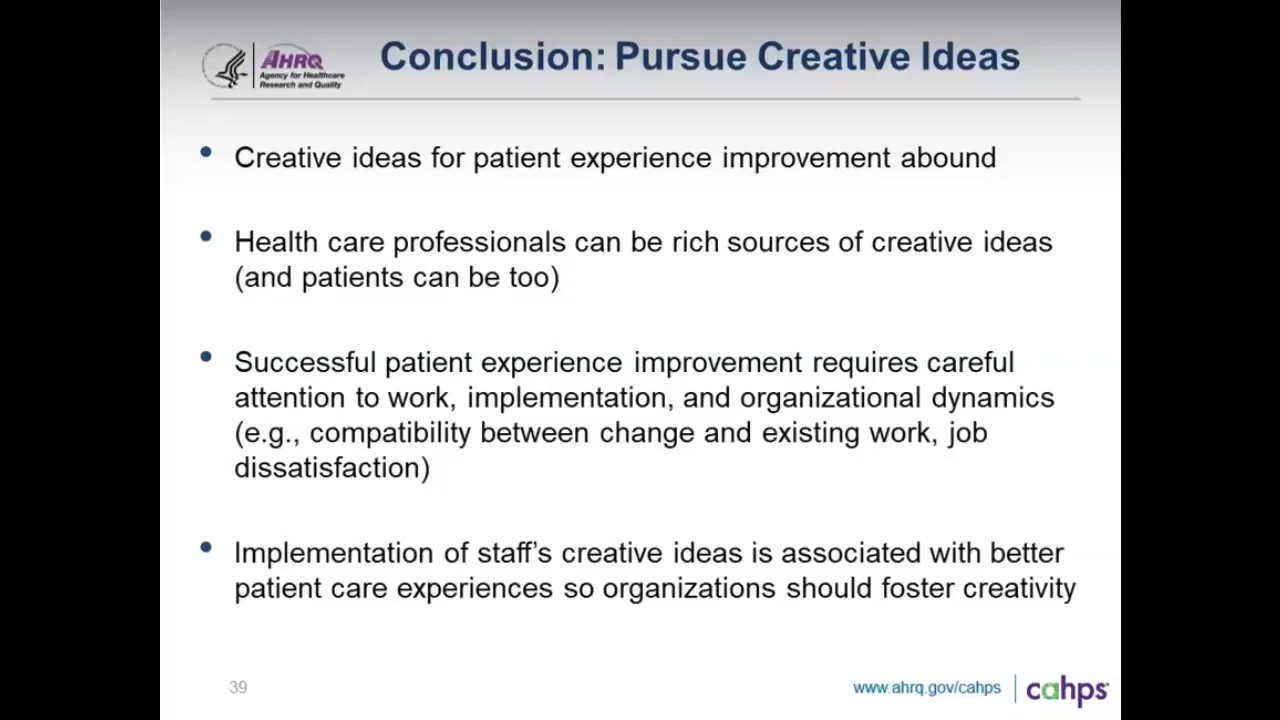 AHRQ
Agency for Healthcare
Research and Quality
Conclusion: Pursue Creative Ideas
• Creative ideas for patient experience improvement abound
• Health care professionals can be rich sources of creative ideas
(and patients can be too)
• Successful patient experience improvement requires careful
attention to work, implementation, and organizational dynamics
(e.g., compatibility between change and existing work, job
dissatisfaction)
• Implementation of staff's creative ideas is associated with better
patient care experiences so organizations should foster creativity
39
www.ahrq.gov/cahps
cahps